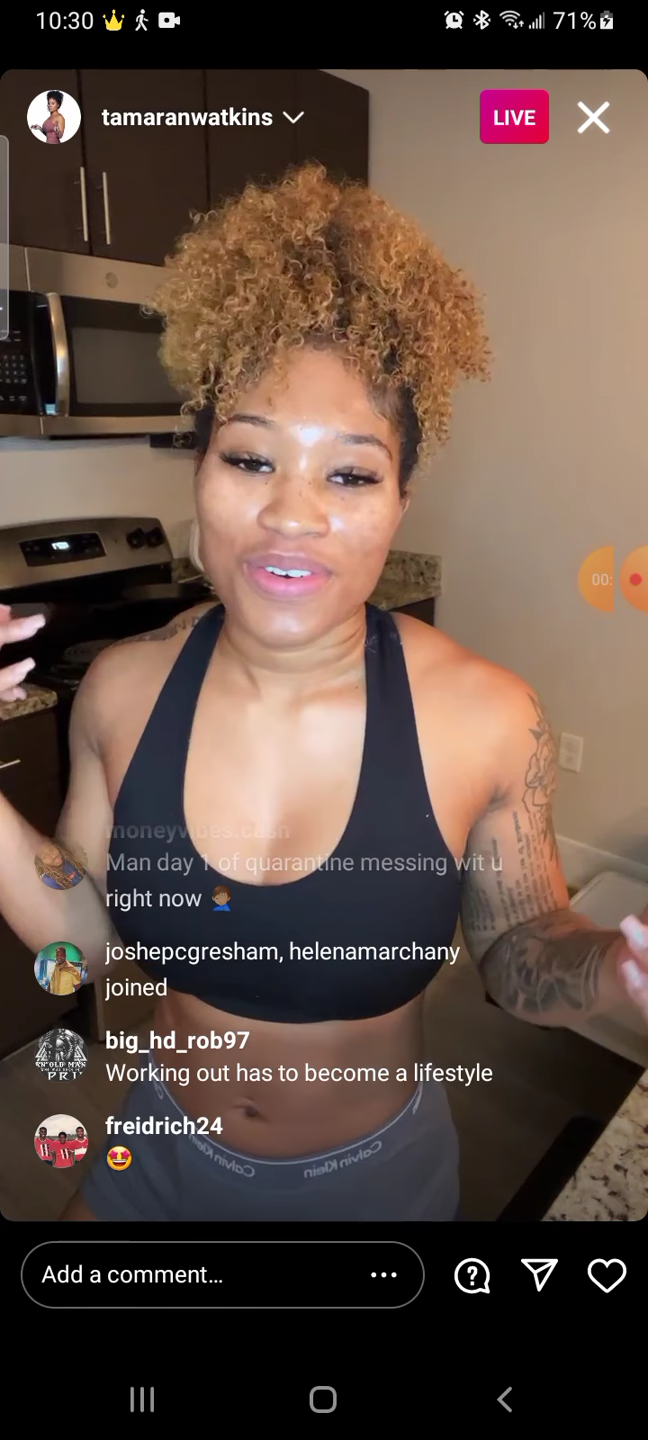 10:30
71%
tamaranwatkins
LIVE
00:
moneyvibes.cash
Man day 1 of quarantine messing wit u
right now 🤦🏽‍♂️
joshepcgresham, helenamarchany
joined
big_hd_rob97
Working out has to become a lifestyle
freidrich24
🤩
Calvin Klein Calvin Klein
Add a comment...